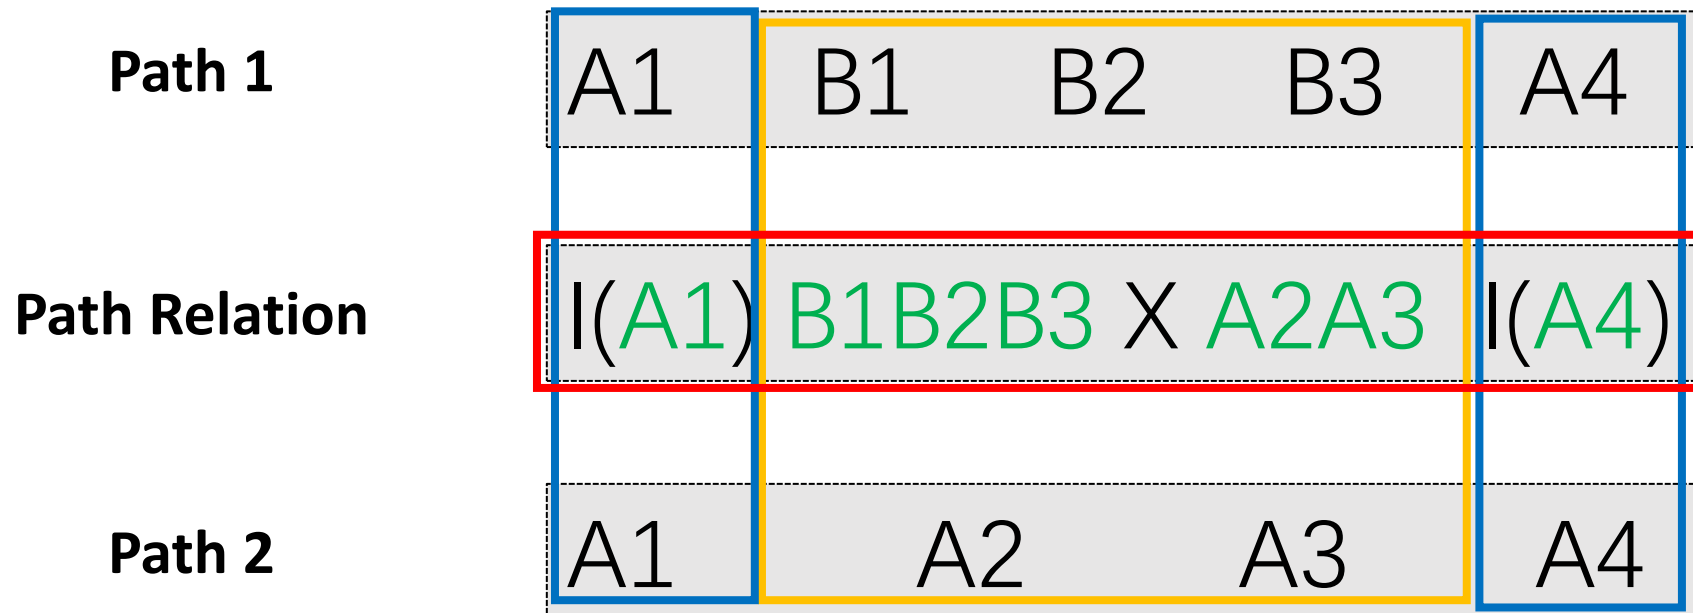 Path 1 A1 B1 B2 B3 A4
Path Relation I(A1) B1B2B3 X A2A3 I(A4)
Path 2 A1 A2 A3 A4